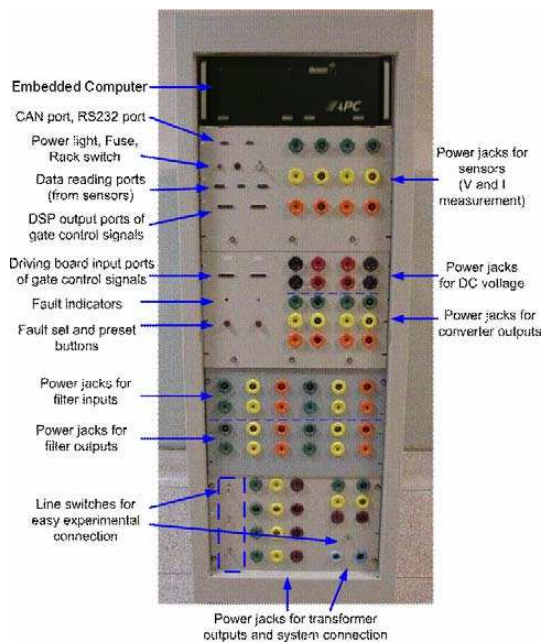 Embedded Computer
CAN port, RS232 port
Power light, Fuse,
Rack switch
Data reading ports
(from sensors)
DSP output ports of
gate control signals
Driving board input ports
of gate control signals
Fault indicators
Fault set and preset
buttons
Power jacks for
filter inputs
Power jacks for
filter outputs
Line switches for
easy experimental
connection
APC
Power jacks for
sensors
(V and I
measurement)
Power jacks
for DC voltage
Power jacks for
converter outputs
Power jacks for transformer
outputs and system connection